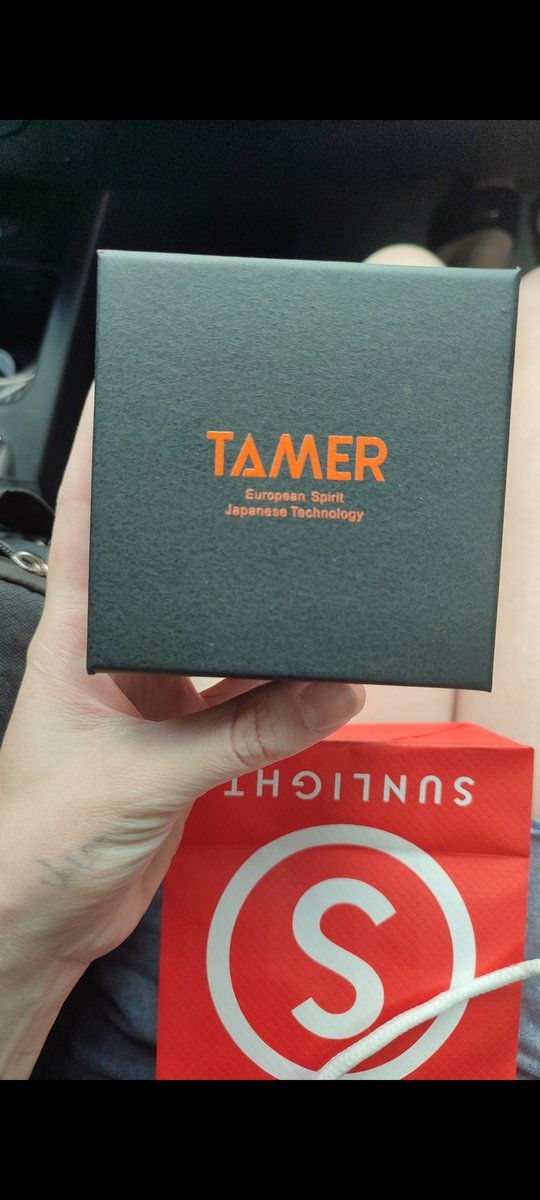 TAMER
European Spirit
Japanese Technology
SUNLIGHT
S